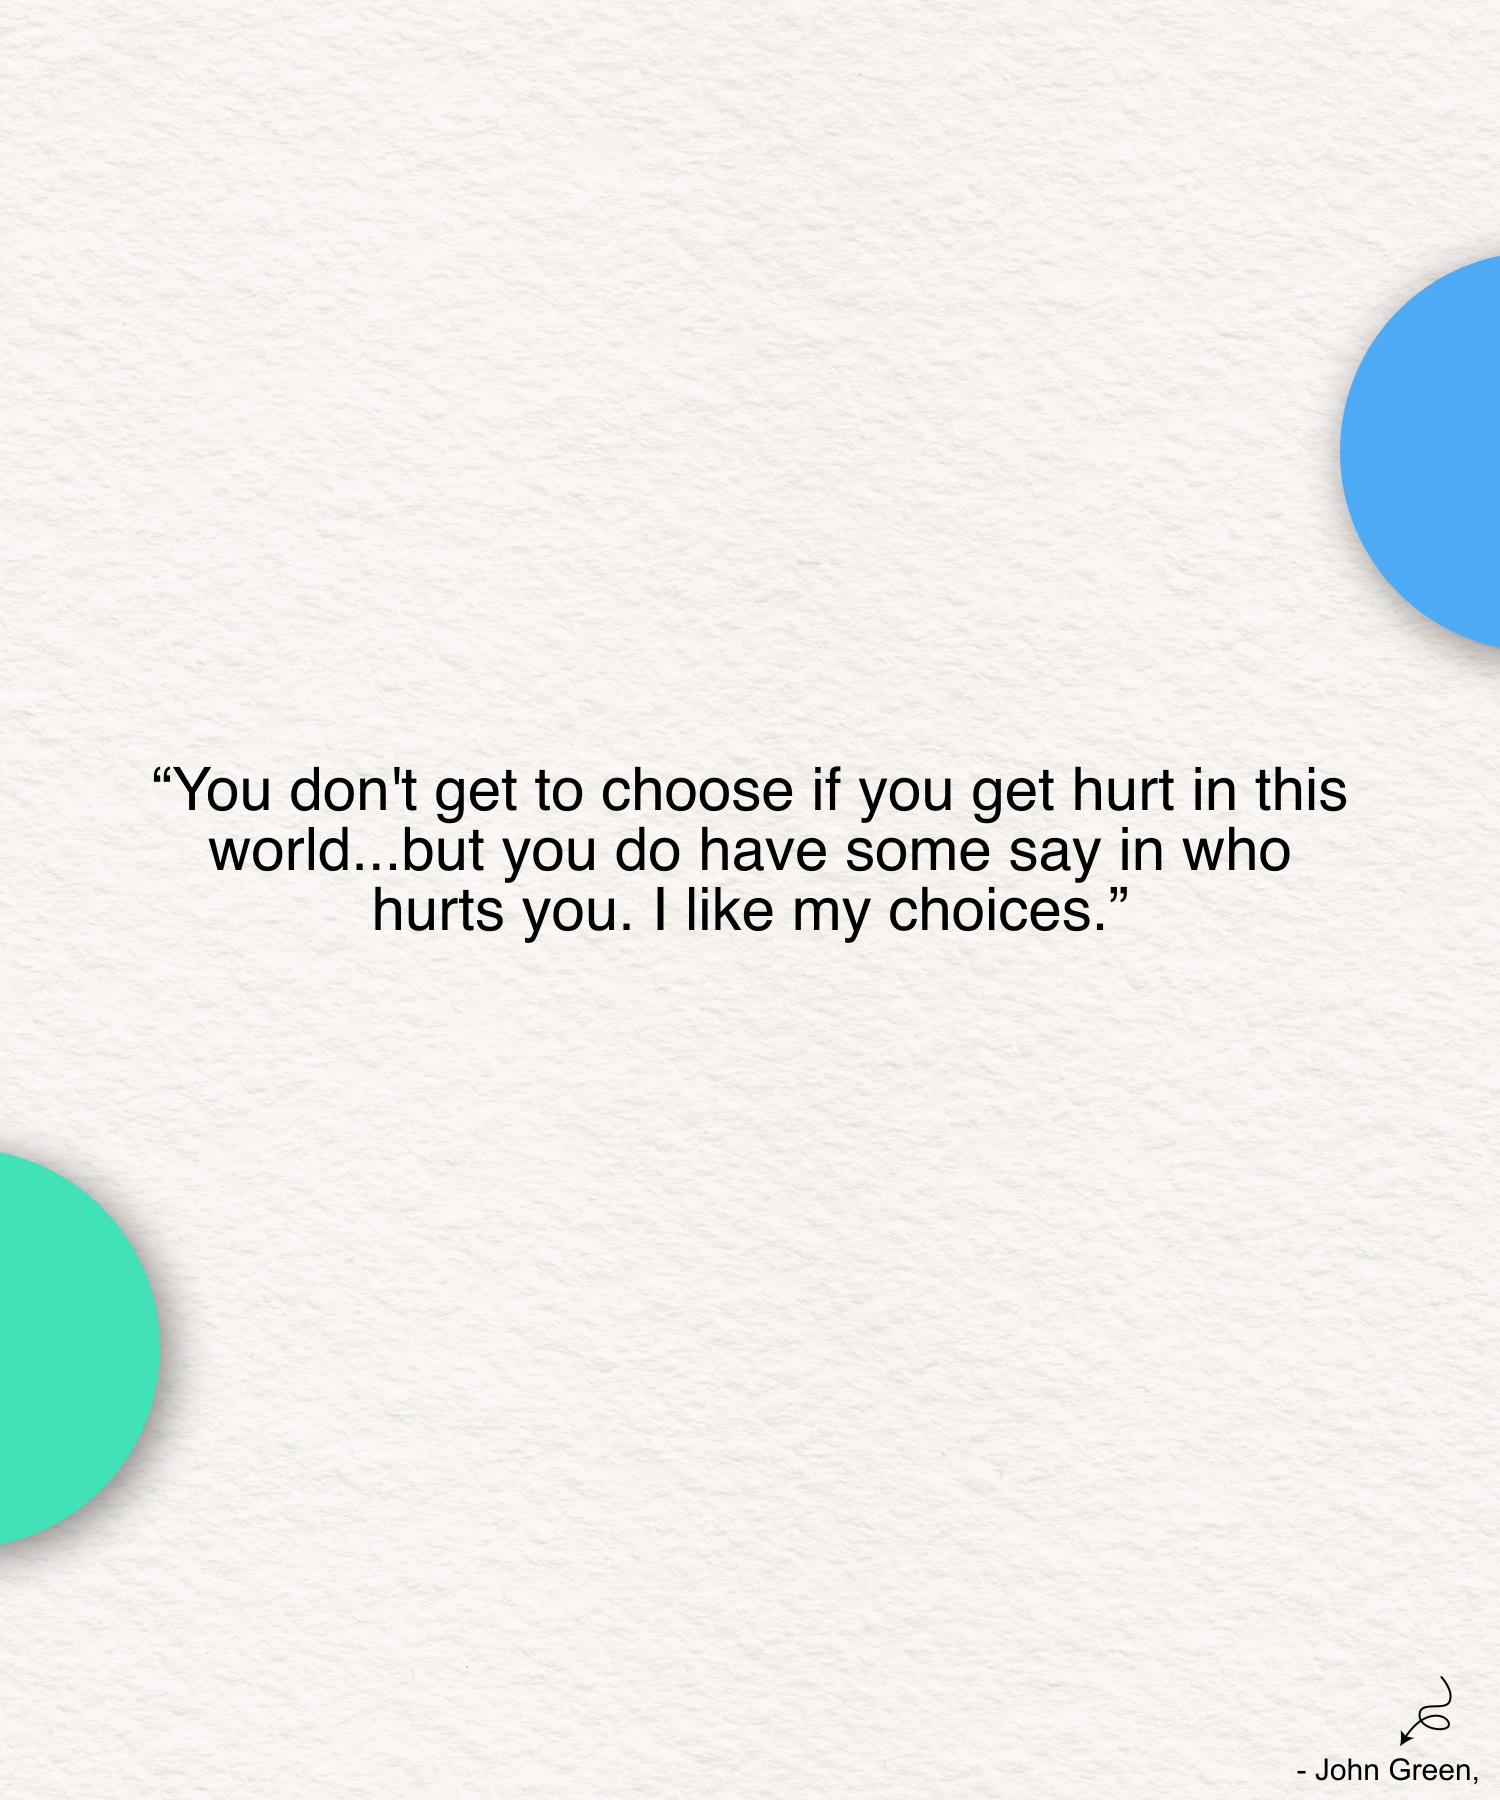 “You don't get to choose if you get hurt in this
world...but you do have some say in who
hurts you. I like my choices.”
- John Green,